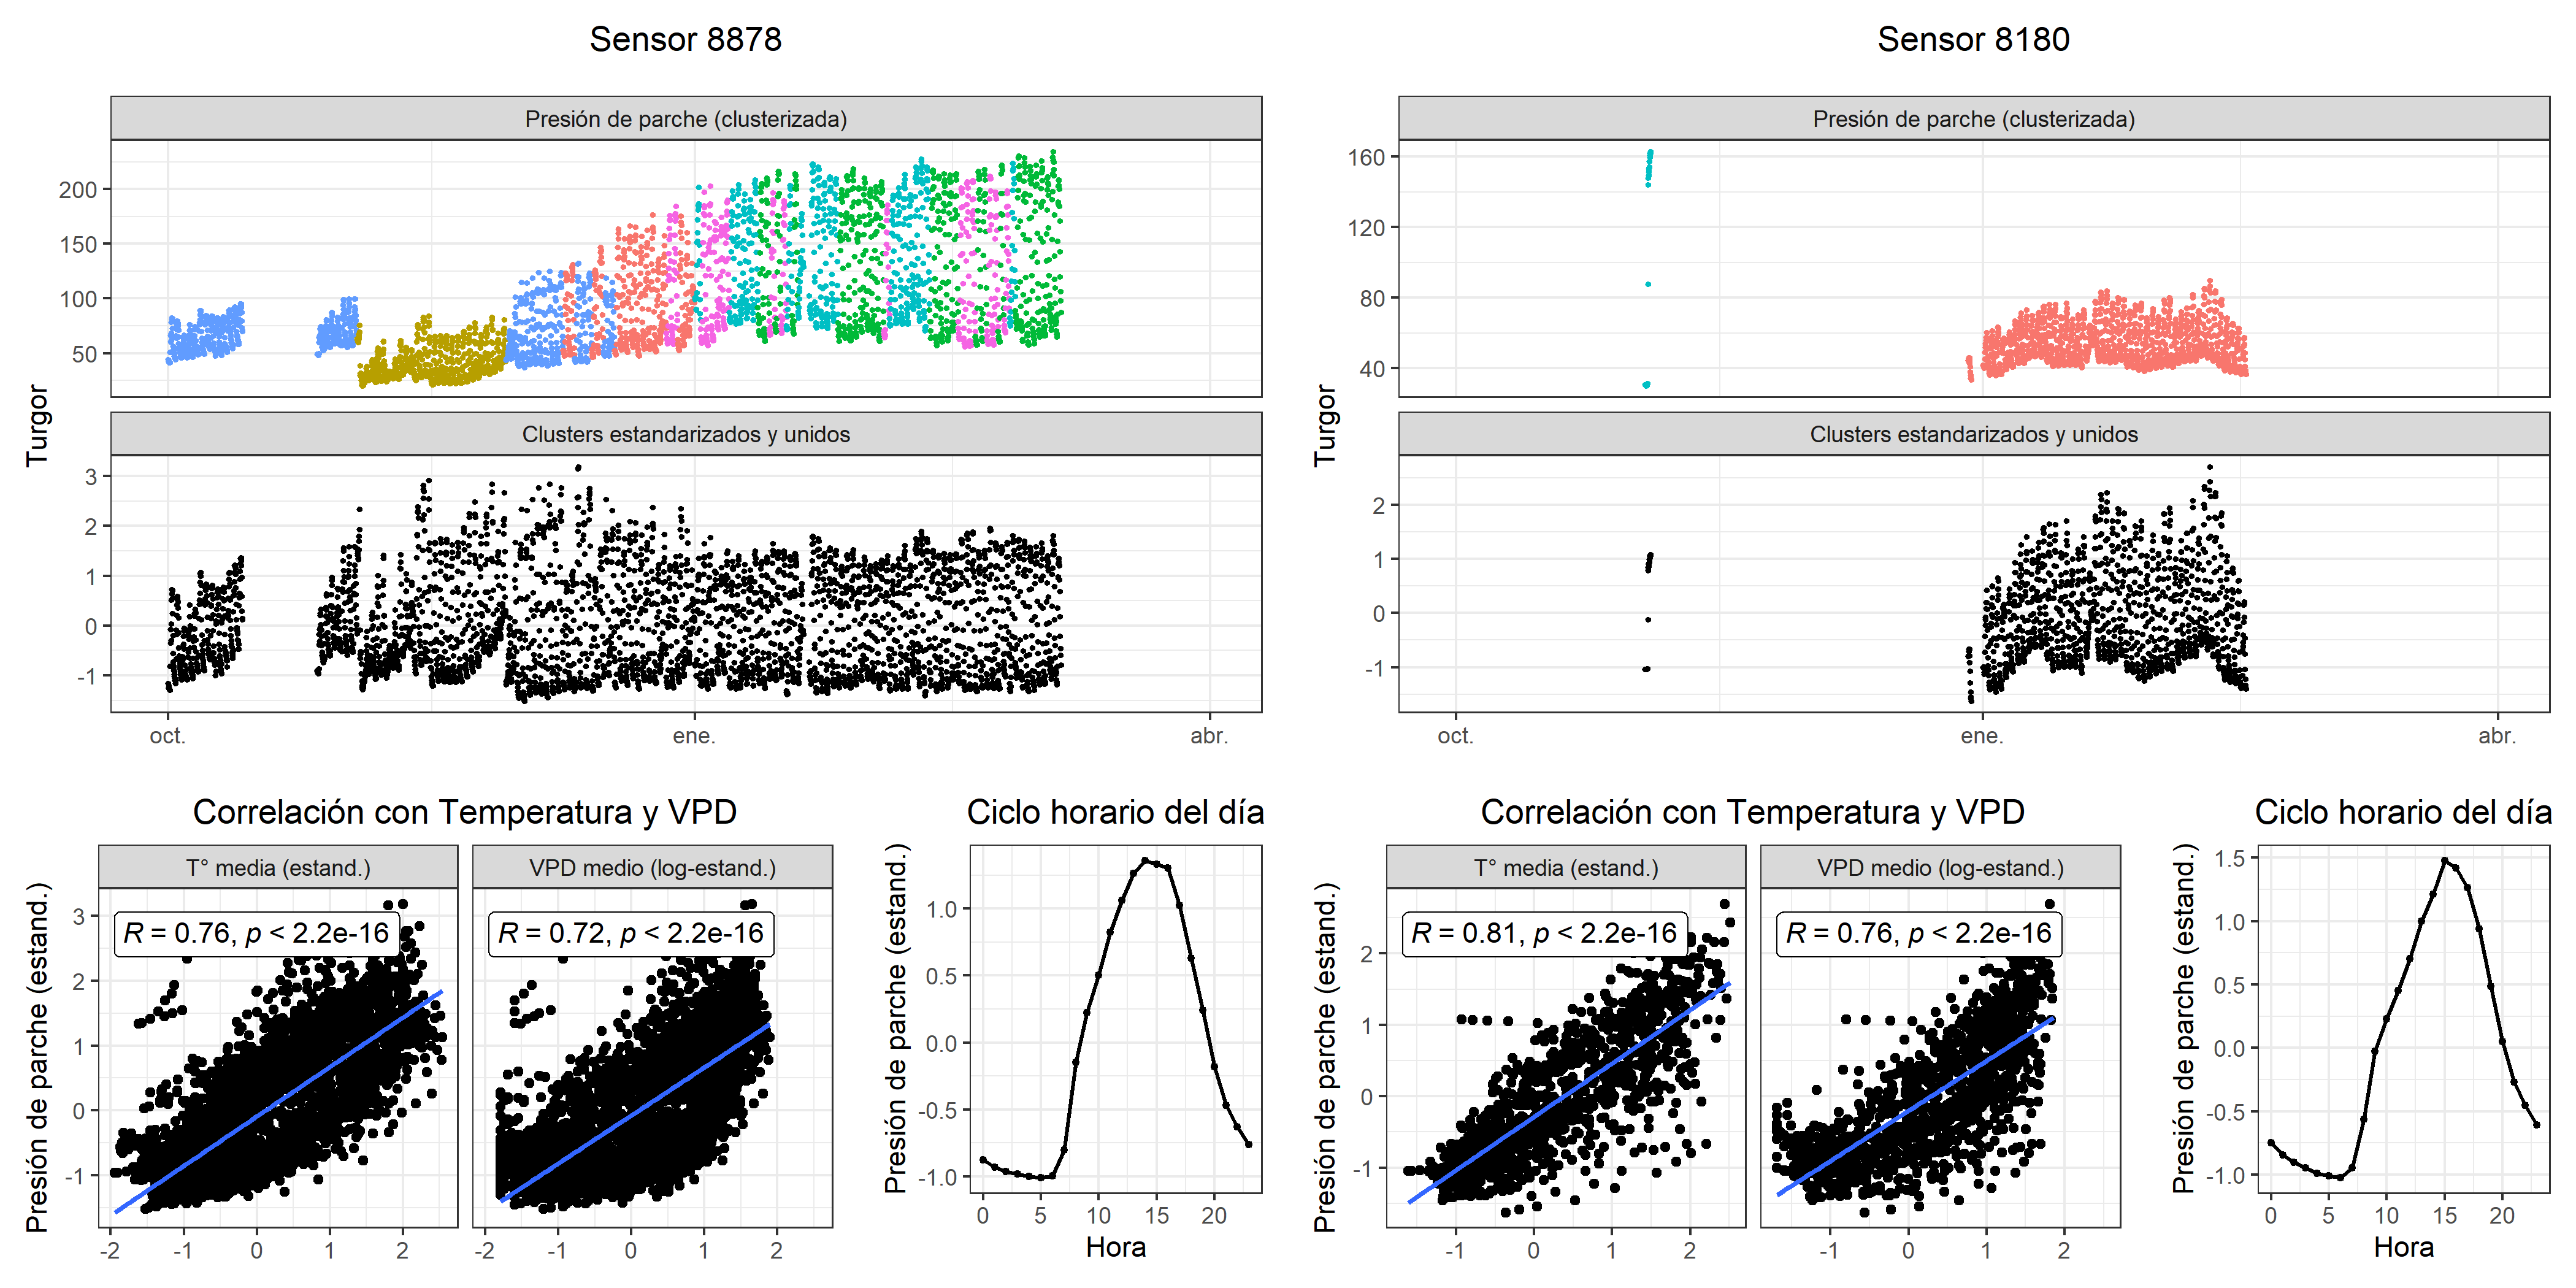 Sensor 8878
Presión de parche (clusterizada)
200
150
100
50
Turgor
Clusters estandarizados y unidos
3
2
1
0
-1
oct.
ene.
abr.
Correlación con Temperatura y VPD
T° media (estand.)
VPD medio (log-estand.)
R = 0.76, p < 2.2e-16
R = 0.72, p < 2.2e-16
Presión de parche (estand.)
3
2
1
0
-1
-2 -1 0 1 2
-2 -1 0 1 2
Ciclo horario del día
Presión de parche (estand.)
1.0
0.5
0.0
-0.5
-1.0
0 5 10 15 20
Hora
Sensor 8180
Presión de parche (clusterizada)
160
120
80
40
Turgor
Clusters estandarizados y unidos
2
1
0
-1
oct.
ene.
abr.
Correlación con Temperatura y VPD
T° media (estand.)
VPD medio (log-estand.)
R = 0.81, p < 2.2e-16
R = 0.76, p < 2.2e-16
Presión de parche (estand.)
2
1
0
-1
-1 0 1 2
-1 0 1 2
Ciclo horario del día
Presión de parche (estand.)
1.5
1.0
0.5
0.0
-0.5
-1.0
0 5 10 15 20
Hora